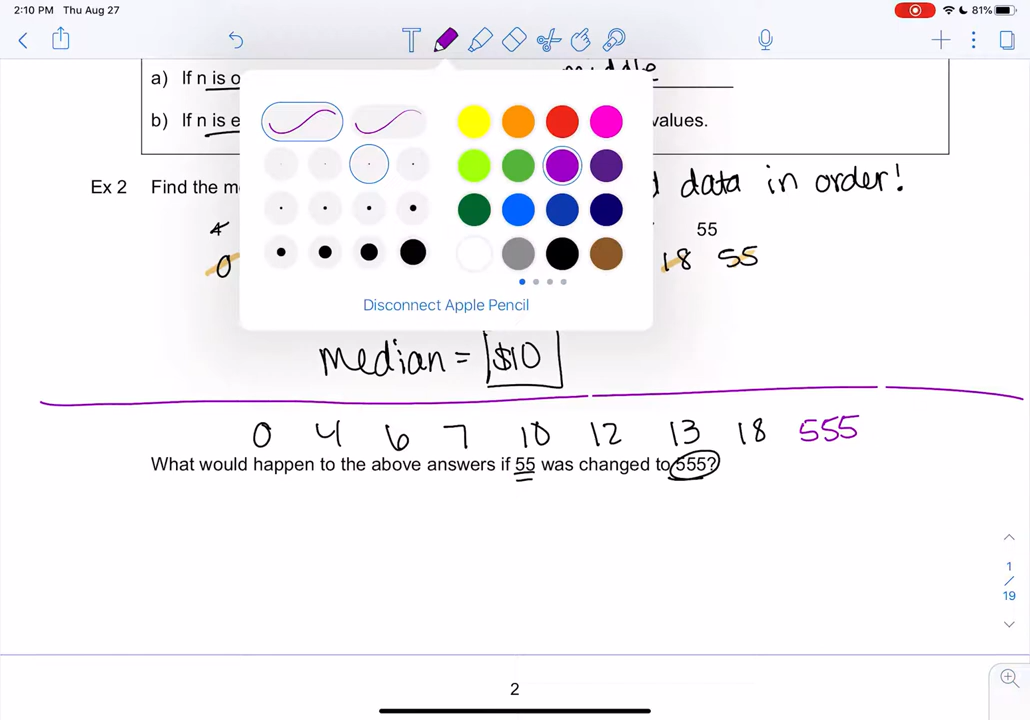 2:10 PM Thu Aug 27
81%
T
middle
a) If n is o
b) If n is e
values.
Ex 2 Find the m
d data in order!
4
55
0
18 55
Disconnect Apple Pencil
median = $10
0 4 6 7 10 12 13 18 555
What would happen to the above answers if 55 was changed to 555?
1
/
19
2